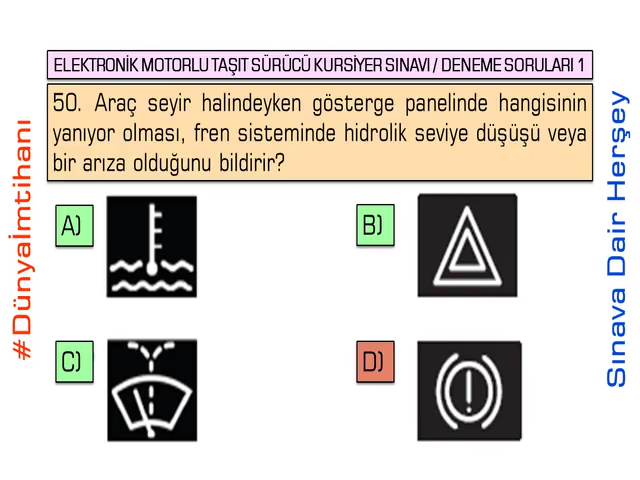 ELEKTRONİK MOTORLU TAŞIT SÜRÜCÜ KURSİYER SINAVI / DENEME SORULARI 1
50. Araç seyir halindeyken gösterge panelinde hangisinin
yanıyor olması, fren sisteminde hidrolik seviye düşüşü veya
bir arıza olduğunu bildirir?
A)
B)
C)
D)
#Dünyaİmtihanı
Sınava Dair Herşey